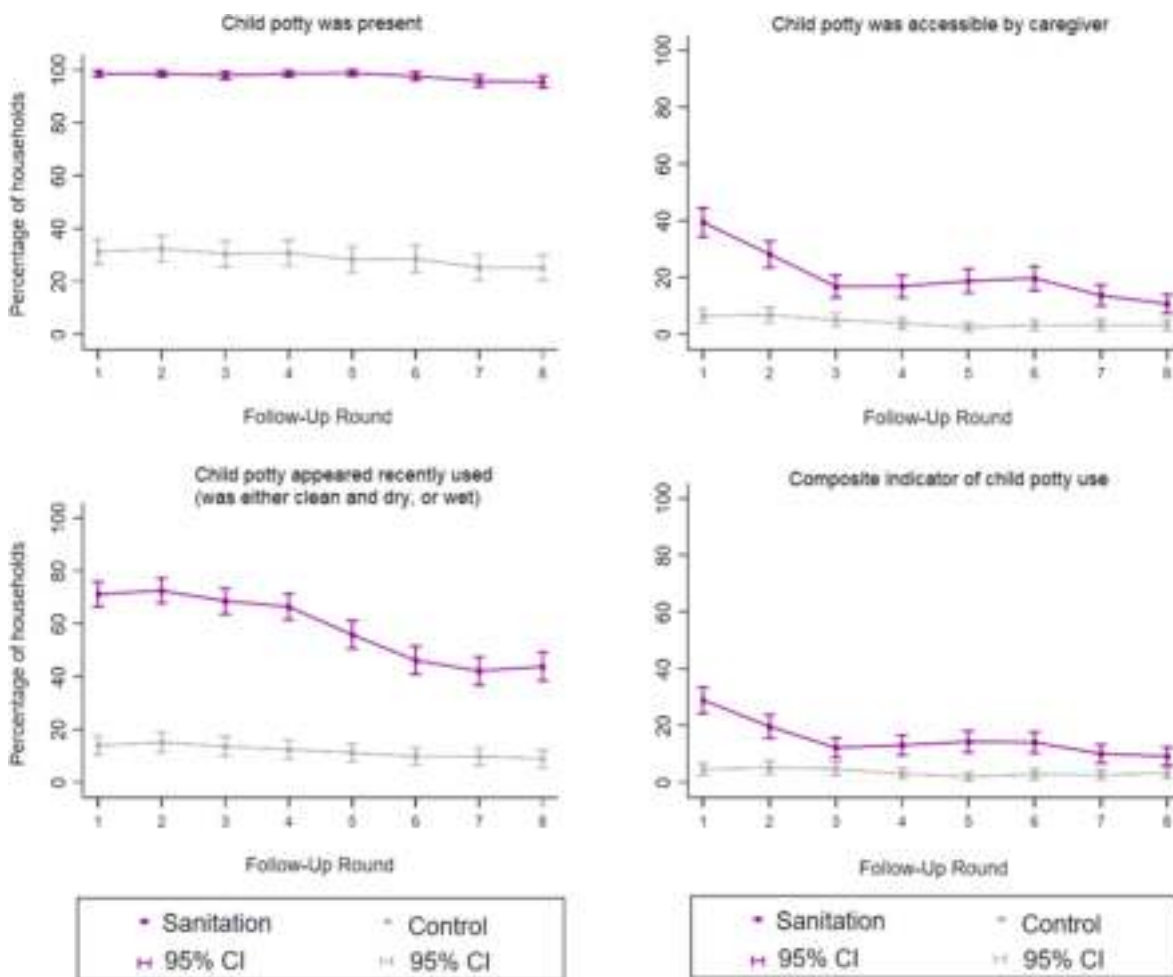 Child potty was present
Percentage of households
0 20 40 60 80 100
1 2 3 4 5 6 7 8
Follow-Up Round
Child potty was accessible by caregiver
0 20 40 60 80 100
1 2 3 4 5 6 7 8
Follow-Up Round
Child potty appeared recently used
(was either clean and dry, or wet)
Percentage of households
0 20 40 60 80 100
1 2 3 4 5 6 7 8
Follow-Up Round
Composite indicator of child potty use
0 20 40 60 80 100
1 2 3 4 5 6 7 8
Follow-Up Round
Sanitation Control
95% CI 95% CI
Sanitation Control
95% CI 95% CI